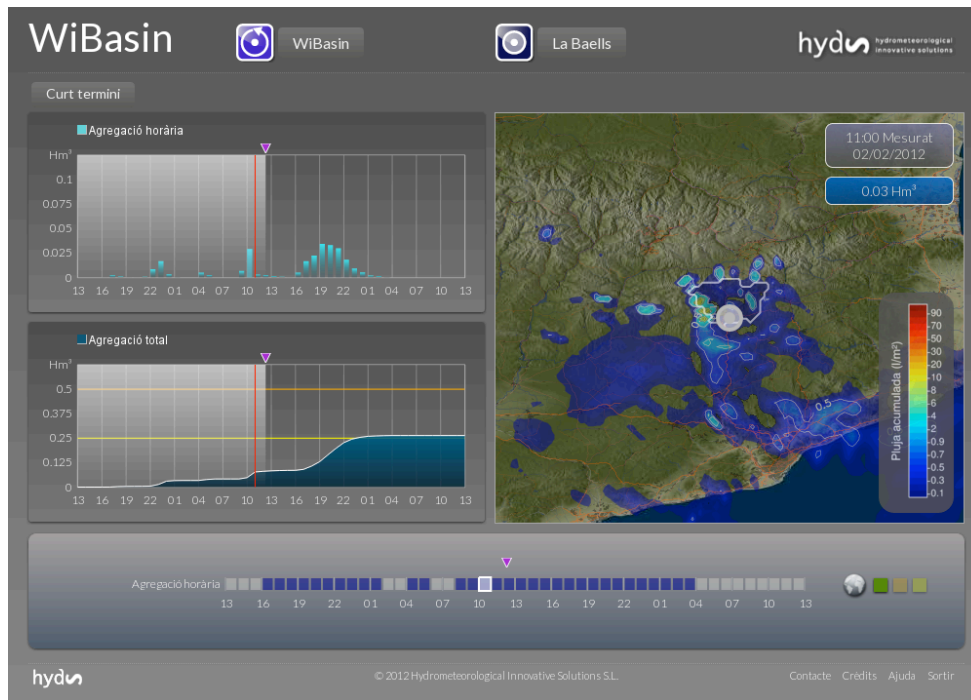 WiBasin
WiBasin
La Baells
hyds hydrometeorological
innovative solutions
Curt termini
Agregació horària
Hm³
0.1
0.075
0.05
0.025
0
13 16 19 22 01 04 07 10 13 16 19 22 01 04 07 10 13
Agregació total
Hm³
0.5
0.375
0.25
0.125
0
13 16 19 22 01 04 07 10 13 16 19 22 01 04 07 10 13
11:00 Mesurat
02/02/2012
0.03 Hm³
0.5
Pluja acumulada (l/m²)
90
70
50
30
20
10
8
6
4
2
0.9
0.7
0.5
0.3
0.1
Agregació horària
13 16 19 22 01 04 07 10 13 16 19 22 01 04 07 10 13
hyds
© 2012 Hydrometeorological Innovative Solutions S.L.
Contacte Crèdits Ajuda Sortir